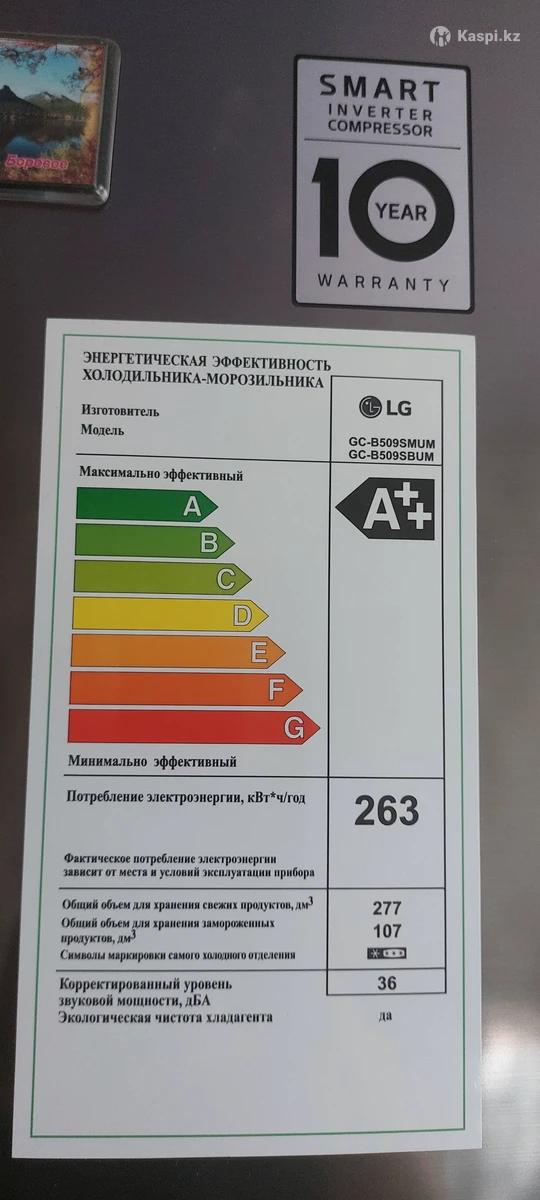 Kaspi.kz
Боровое
SMART
INVERTER
COMPRESSOR
10
YEAR
WARRANTY
ЭНЕРГЕТИЧЕСКАЯ ЭФФЕКТИВНОСТЬ
ХОЛОДИЛЬНИКА-МОРОЗИЛЬНИКА
Изготовитель
LG
Модель
GC-B509SMUM
GC-B509SBUM
Максимально эффективный
A++
A
B
C
D
E
F
G
Минимально эффективный
Потребление электроэнергии, кВт*ч/год
263
Фактическое потребление электроэнергии
зависит от места и условий эксплуатации прибора
Общий объем для хранения свежих продуктов, дм³
277
Общий объем для хранения замороженных
продуктов, дм³
107
Символы маркировки самого холодного отделения
Корректированный уровень
звуковой мощности, дБА
36
Экологическая чистота хладагента
да